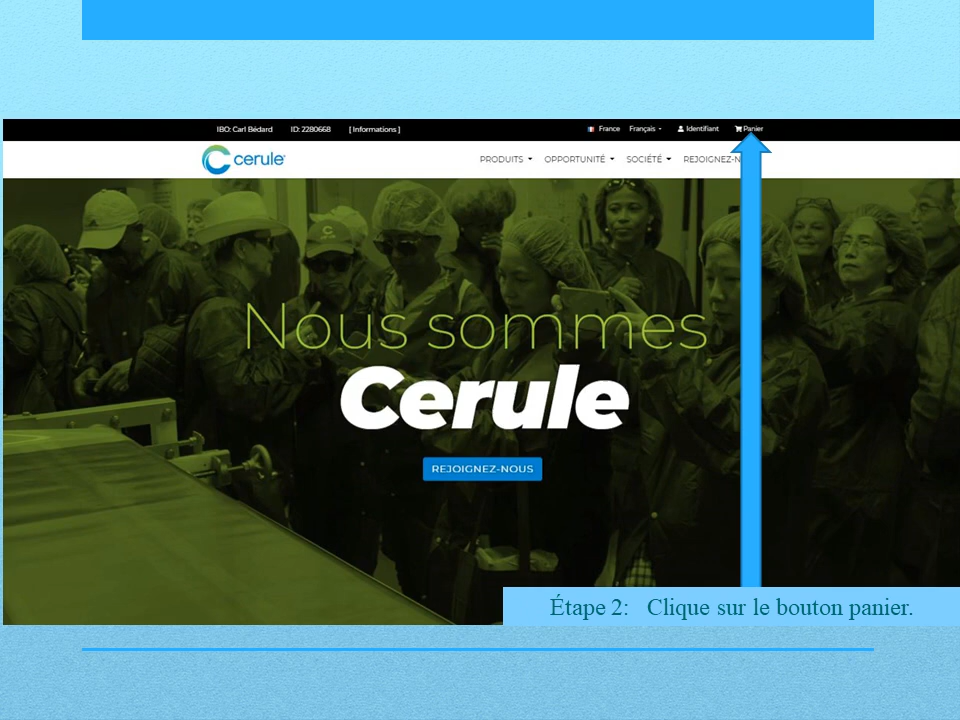 IBO: Carl Bédard ID: 2280668 [ Informations ] France Français Identifiant Panier
cerule PRODUITS OPPORTUNITÉ SOCIÉTÉ
Nous sommes
Cerule
REJOIGNEZ-NOUS
Étape 2: Clique sur le bouton panier.